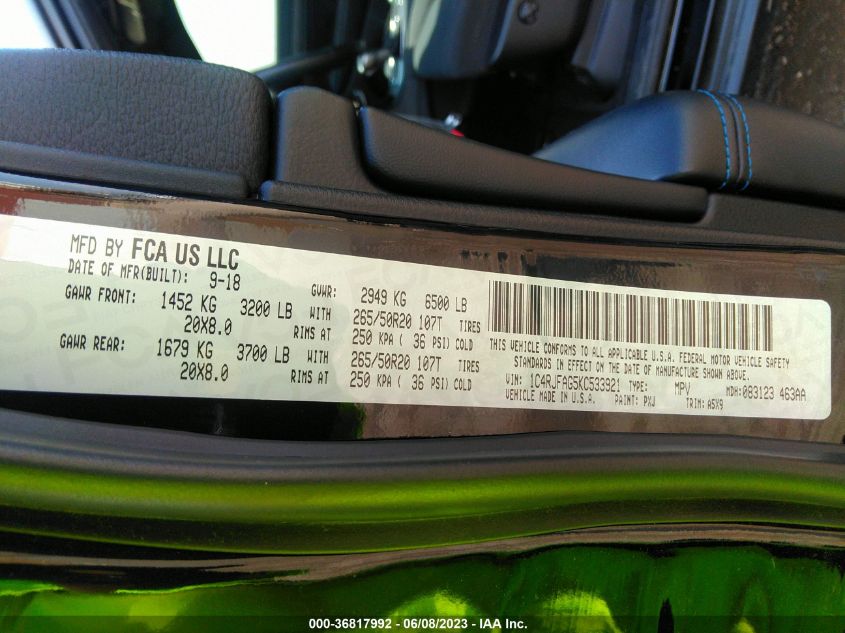 MFD BY FCA US LLC
DATE OF MFR(BUILT): 9-18
GAWR FRONT: 1452 KG 3200 LB WITH 265/50R20 107T TIRES
20X8.0 RIMS AT 250 KPA ( 36 PSI) COLD
GAWR REAR: 1679 KG 3700 LB WITH 265/50R20 107T TIRES
20X8.0 RIMS AT 250 KPA ( 36 PSI) COLD
GVWR: 2949 KG 6500 LB
THIS VEHICLE CONFORMS TO ALL APPLICABLE U.S.A. FEDERAL MOTOR VEHICLE SAFETY
STANDARDS IN EFFECT ON THE DATE OF MANUFACTURE SHOWN ABOVE.
VIN: 1C4RJFAG5KC533921 TYPE: MPV MDH: 083123 463AA
VEHICLE MADE IN U.S.A. PAINT: PXJ TRIM: A5X9
000-36817992 - 06/08/2023 - IAA Inc.